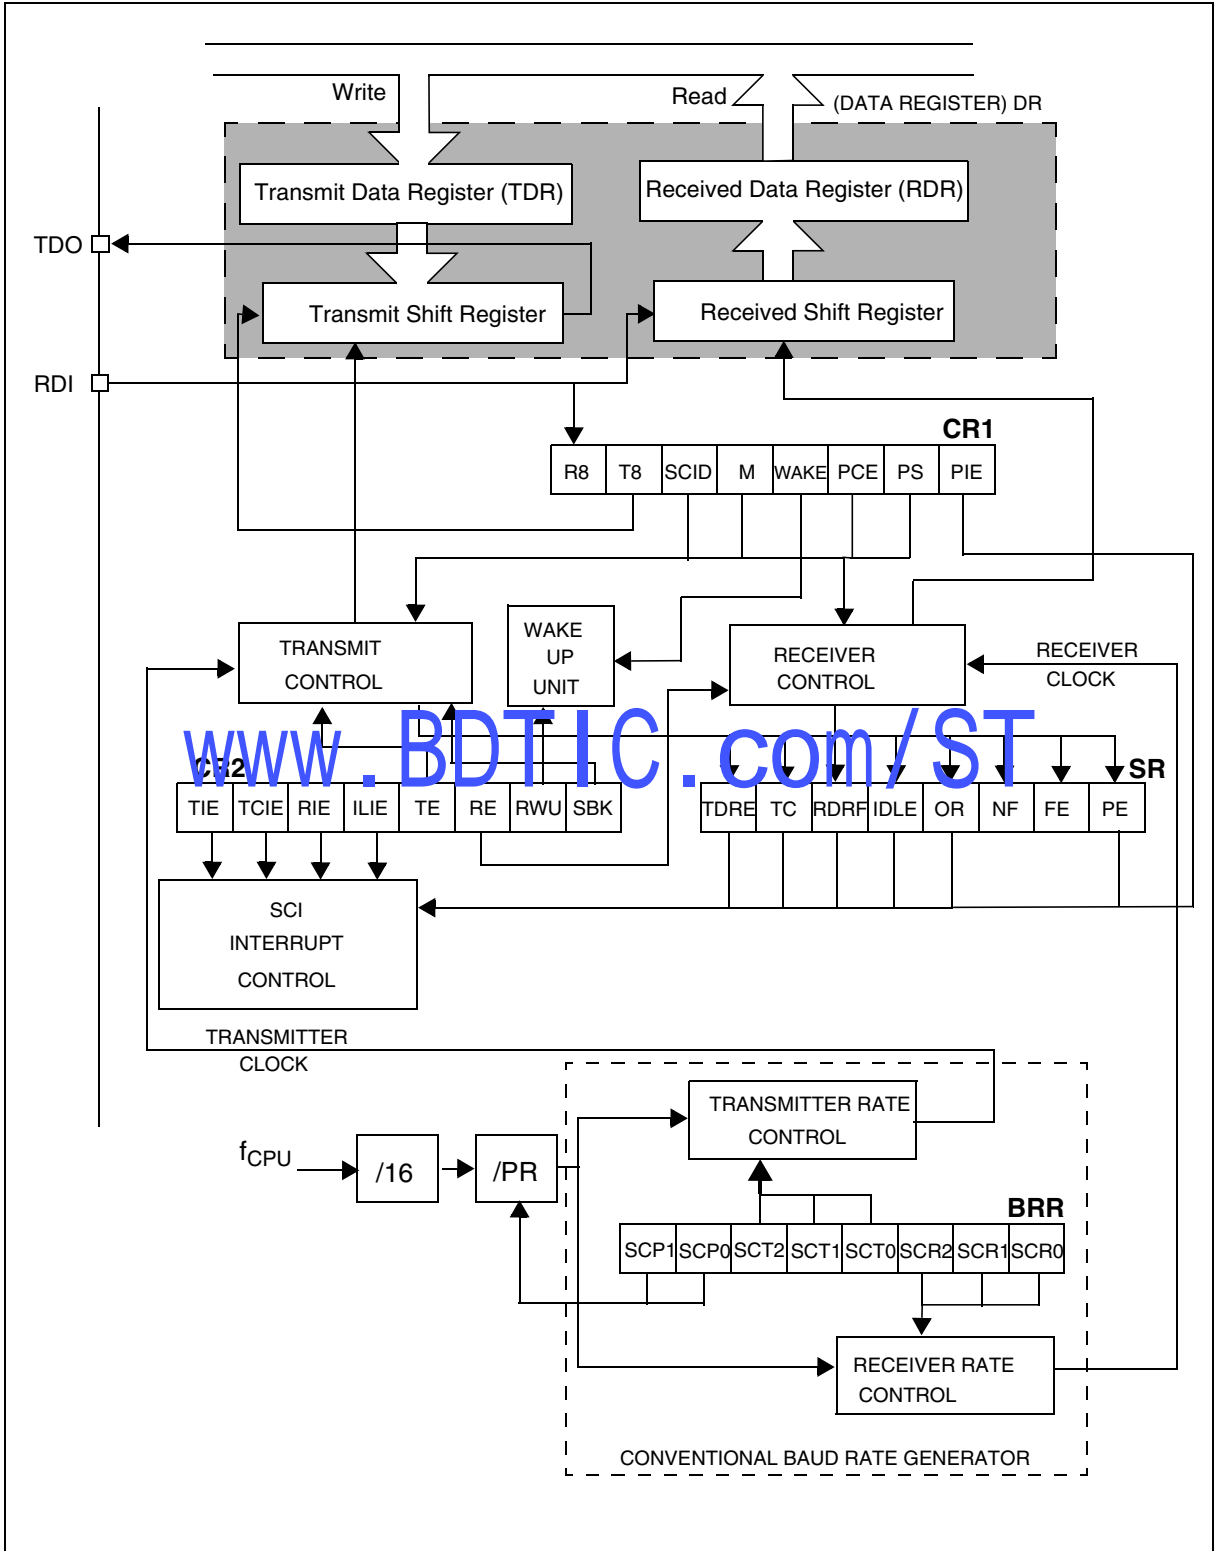 Write
Read
(DATA REGISTER) DR
Transmit Data Register (TDR)
Received Data Register (RDR)
TDO
Transmit Shift Register
Received Shift Register
RDI
CR1
R8 T8 SCID M WAKE PCE PS PIE
TRANSMIT
CONTROL
WAKE
UP
UNIT
RECEIVER
CONTROL
RECEIVER
CLOCK
www.BDTIC.com/ST
CR2
SR
TIE TCIE RIE ILIE TE RE RWU SBK
TDRE TC RDRF IDLE OR NF FE PE
SCI
INTERRUPT
CONTROL
TRANSMITTER
CLOCK
TRANSMITTER RATE
CONTROL
fCPU
/16
/PR
BRR
SCP1 SCP0 SCT2 SCT1 SCT0 SCR2 SCR1 SCR0
RECEIVER RATE
CONTROL
CONVENTIONAL BAUD RATE GENERATOR